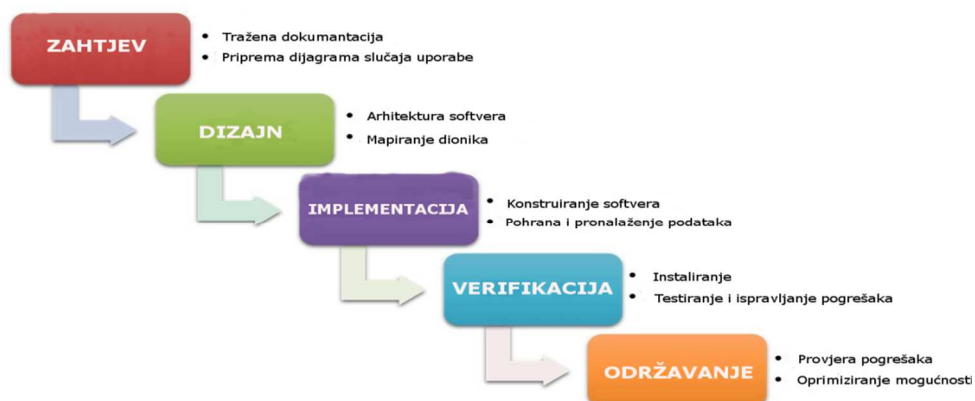 ZAHTJEV
Tražena dokumantacija
Priprema dijagrama slučaja uporabe
DIZAJN
Arhitektura softvera
Mapiranje dionika
IMPLEMENTACIJA
Konstruiranje softvera
Pohrana i pronalaženje podataka
VERIFIKACIJA
Instaliranje
Testiranje i ispravljanje pogrešaka
ODRŽAVANJE
Provjera pogrešaka
Oprimiziranje mogućnosti